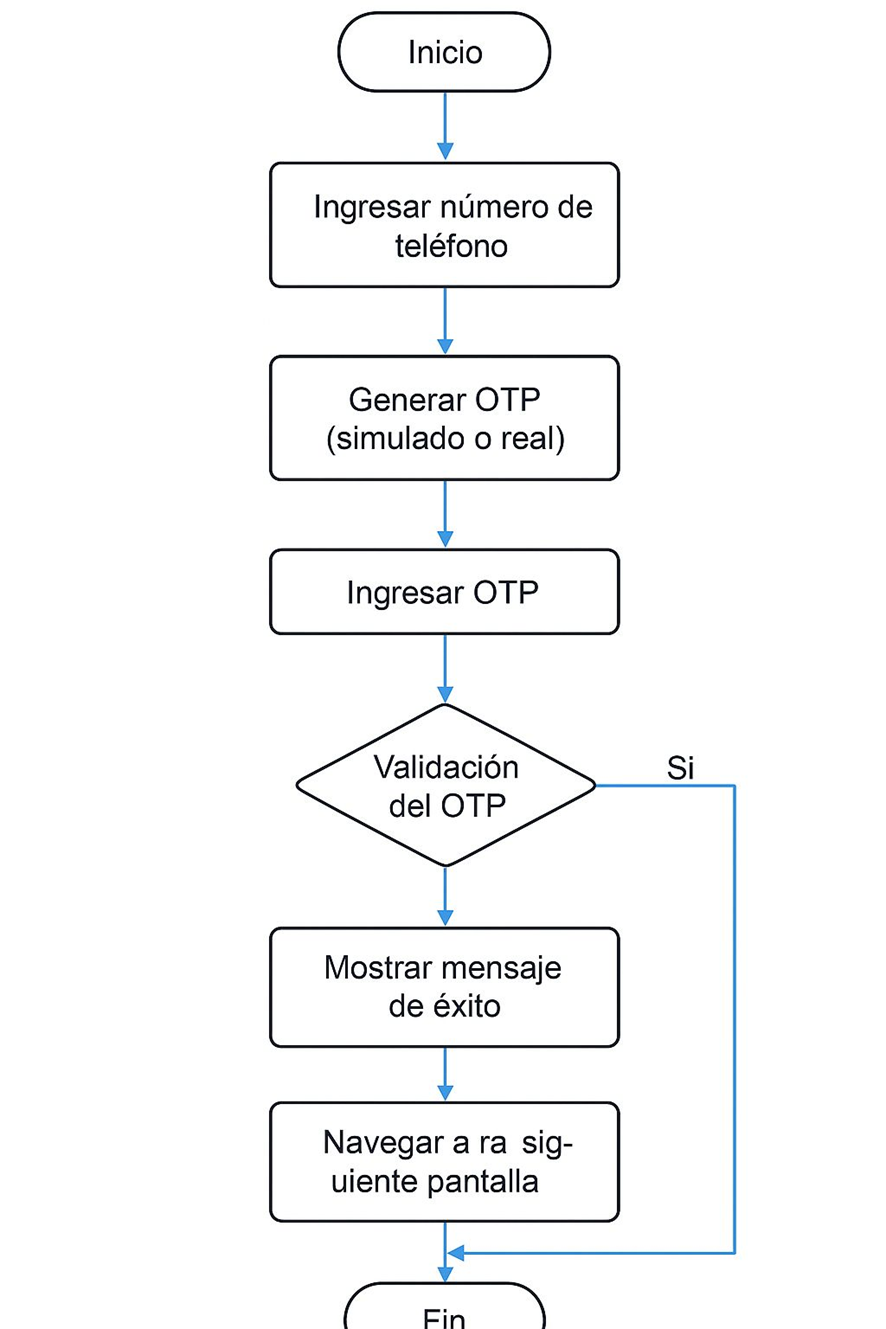 Inicio
Ingresar número de
teléfono
Generar OTP
(simulado o real)
Ingresar OTP
Validación
del OTP
Si
Mostrar mensaje
de éxito
Navegar a ra sig-
uiente pantalla
Fin